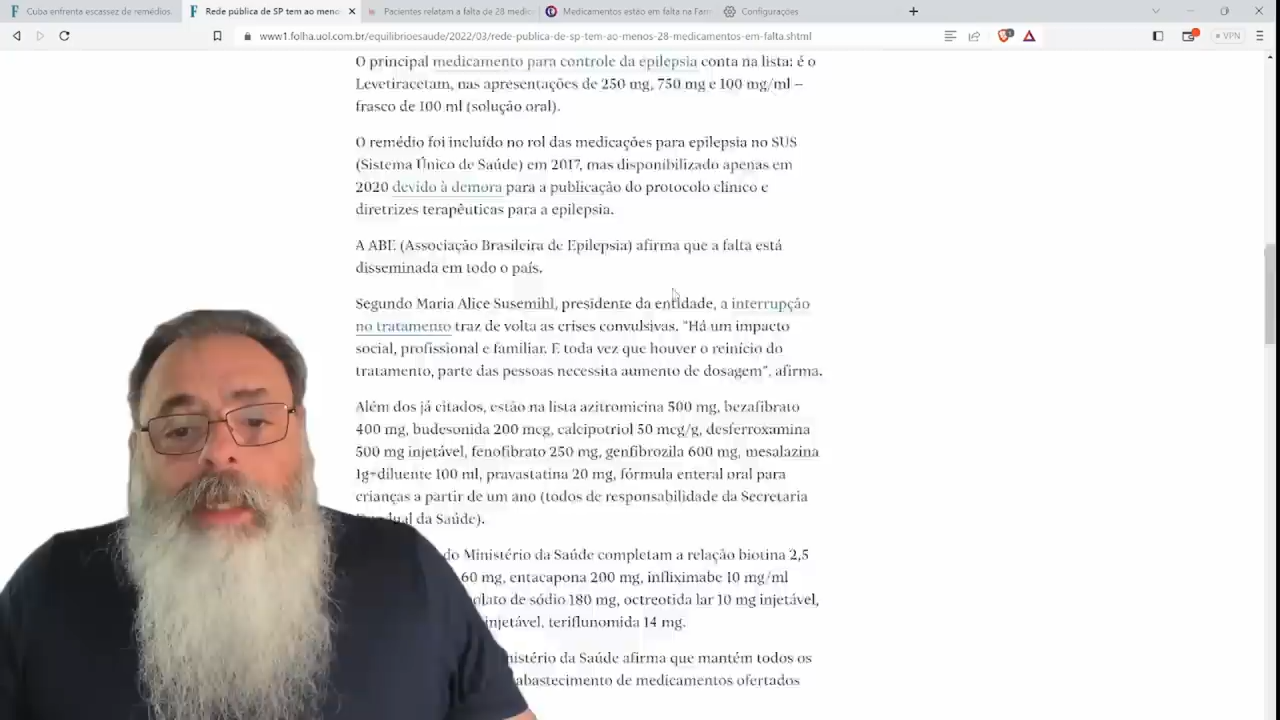 Cuba enfrenta escassez de remédios.
Rede pública de SP tem ao meno
Pacientes relatam a falta de 28 medic
Medicamentos estão em falta na Far
Configurações
www1.folha.uol.com.br/equilibrioesaude/2022/03/rede-publica-de-sp-tem-ao-menos-28-medicamentos-em-falta.shtml
VPN
O principal medicamento para controle da epilepsia conta na lista: é o
Levetiracetam, nas apresentações de 250 mg, 750 mg e 100 mg/ml –
frasco de 100 ml (solução oral).
O remédio foi incluído no rol das medicações para epilepsia no SUS
(Sistema Único de Saúde) em 2017, mas disponibilizado apenas em
2020 devido à demora para a publicação do protocolo clínico e
diretrizes terapêuticas para a epilepsia.
A ABE (Associação Brasileira de Epilepsia) afirma que a falta está
disseminada em todo o país.
Segundo Maria Alice Susemihl, presidente da entidade, a interrupção
no tratamento traz de volta as crises convulsivas. "Há um impacto
social, profissional e familiar. E toda vez que houver o reinício do
tratamento, parte das pessoas necessita aumento de dosagem", afirma.
Além dos já citados, estão na lista azitromicina 500 mg, bezafibrato
400 mg, budesonida 200 mcg, calcipotriol 50 mcg/g, desferroxamina
500 mg injetável, fenofibrato 250 mg, genfibrozila 600 mg, mesalazina
1g+diluente 100 ml, pravastatina 20 mg, fórmula enteral oral para
crianças a partir de um ano (todos de responsabilidade da Secretaria
dual da Saúde).
do Ministério da Saúde completam a relação biotina 2,5
60 mg, entacapona 200 mg, infliximabe 10 mg/ml
olato de sódio 180 mg, octreotida lar 10 mg injetável,
injetável, teriflunomida 14 mg.
nistério da Saúde afirma que mantém todos os
abastecimento de medicamentos ofertados